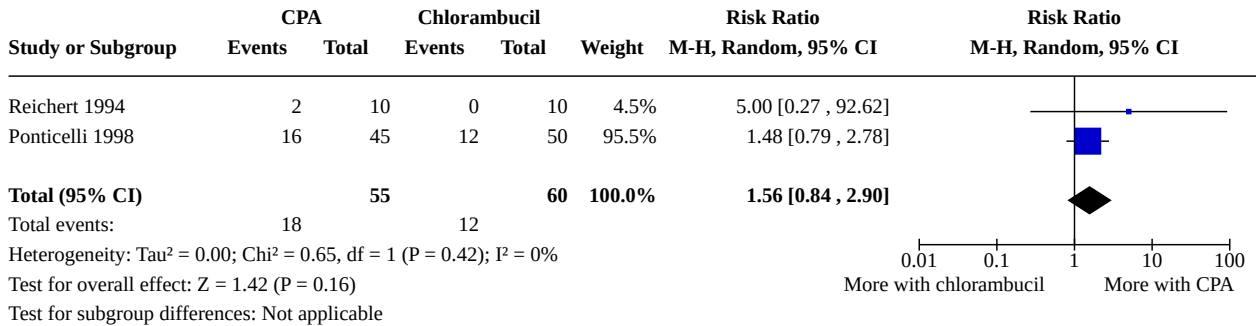 CPA Chlorambucil Risk Ratio Risk Ratio
Study or Subgroup Events Total Events Total Weight M-H, Random, 95% CI M-H, Random, 95% CI
Reichert 1994 2 10 0 10 4.5% 5.00 [0.27 , 92.62]
Ponticelli 1998 16 45 12 50 95.5% 1.48 [0.79 , 2.78]
Total (95% CI) 55 60 100.0% 1.56 [0.84 , 2.90]
Total events: 18 12
Heterogeneity: Tau² = 0.00; Chi² = 0.65, df = 1 (P = 0.42); I² = 0%
0.01 0.1 1 10 100
Test for overall effect: Z = 1.42 (P = 0.16) More with chlorambucil More with CPA
Test for subgroup differences: Not applicable